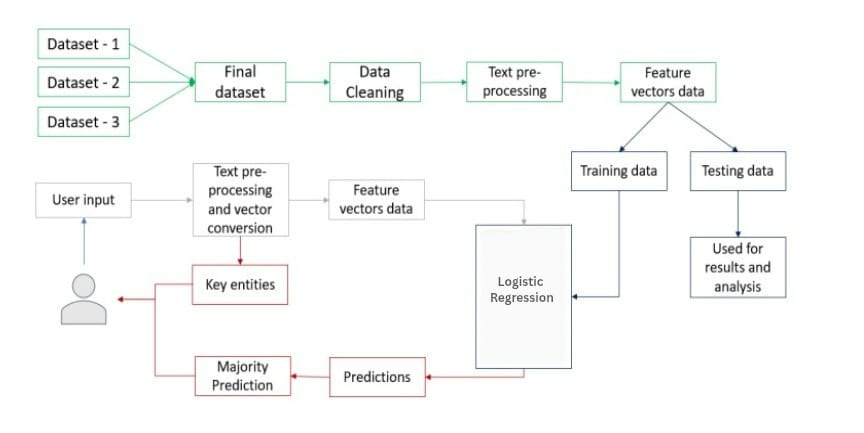 Dataset - 1
Dataset - 2
Dataset - 3
Final
dataset
Data
Cleaning
Text pre-
processing
Feature
vectors data
Training data
Testing data
Used for
results and
analysis
User input
Text pre-
processing
and vector
conversion
Feature
vectors data
Logistic
Regression
Key entities
Majority
Prediction
Predictions